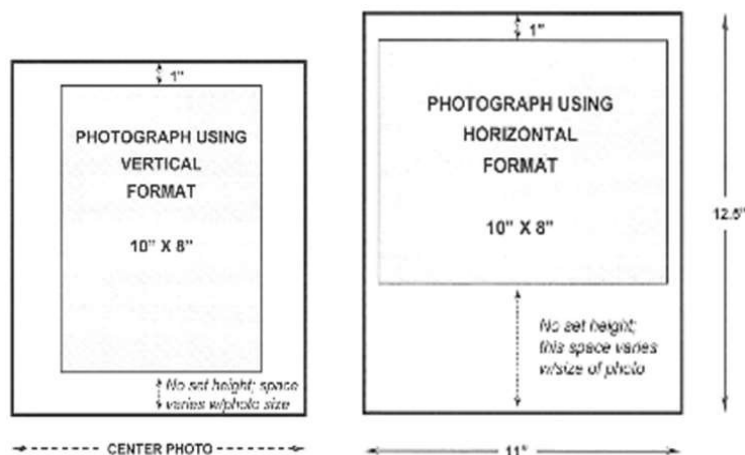 1"
PHOTOGRAPH USING
VERTICAL
FORMAT
10" X 8"
No set height; space
varies w/photo size
CENTER PHOTO
1"
PHOTOGRAPH USING
HORIZONTAL
FORMAT
10" X 8"
No set height;
this space varies
w/size of photo
12.5"
11"